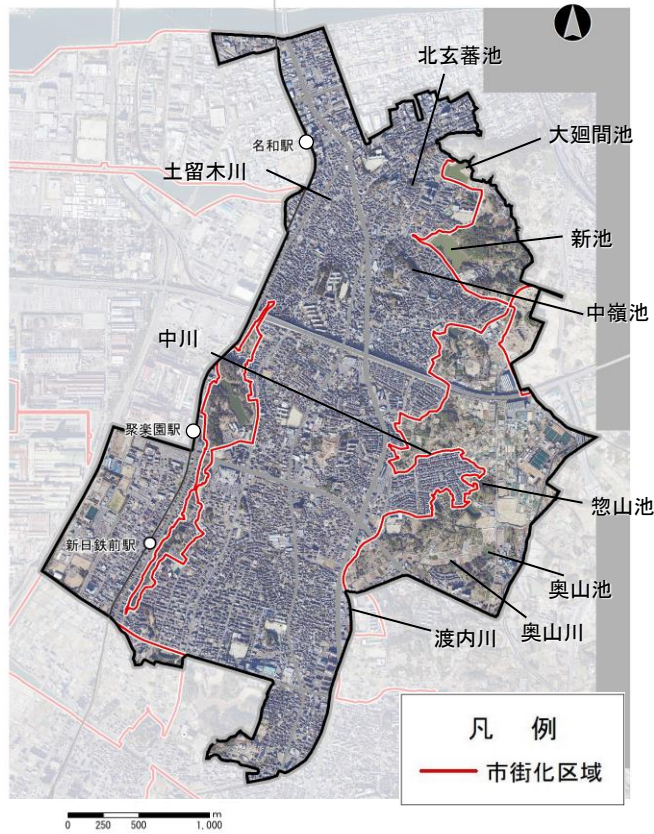 北玄蕃池
大廻間池
名和駅
土留木川
新池
中嶺池
中川
聚楽園駅
惣山池
新日鉄前駅
奥山池
奥山川
渡内川
凡 例
市街化区域
m
0 250 500 1,000